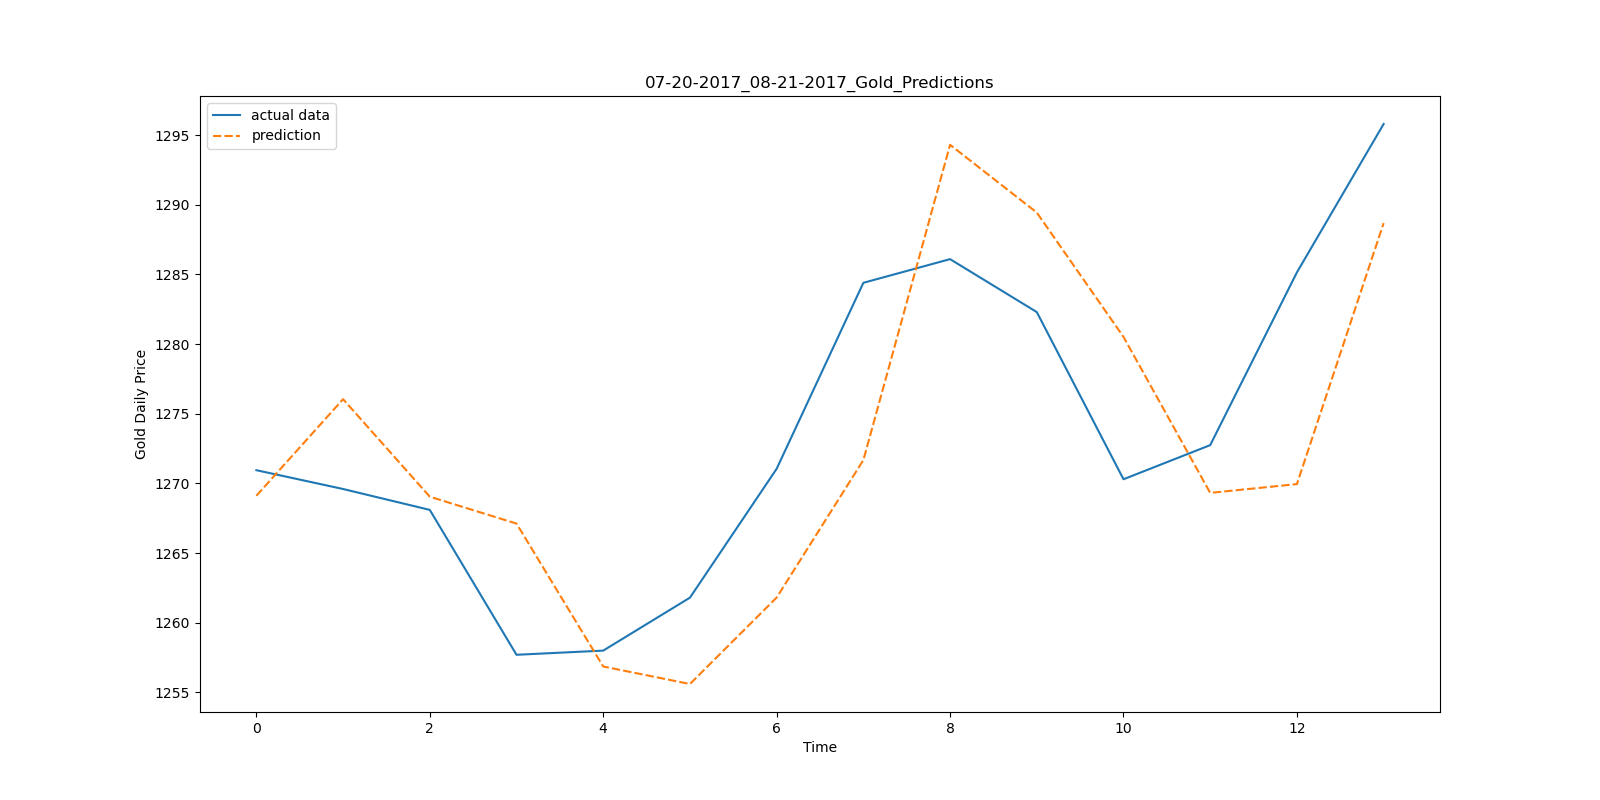 07-20-2017_08-21-2017_Gold_Predictions
actual data
prediction
1295
1290
1285
1280
1275
1270
1265
1260
1255
Gold Daily Price
0 2 4 6 8 10 12
Time